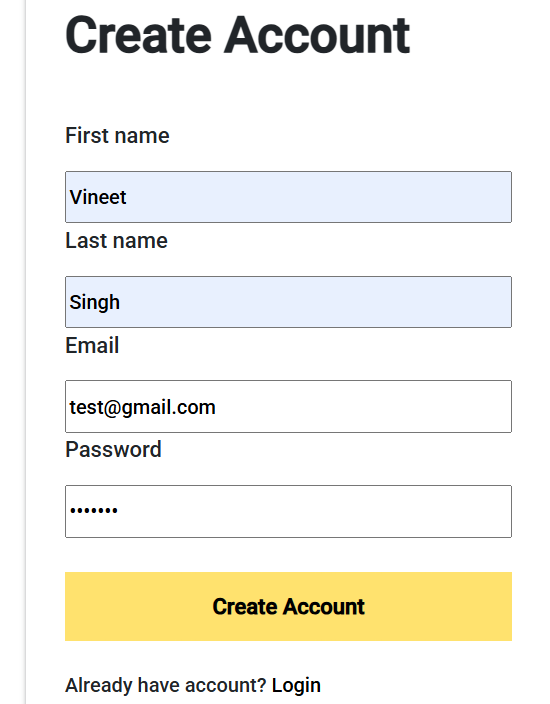 Create Account
First name
Vineet
Last name
Singh
Email
test@gmail.com
Password
•••••••
Create Account
Already have account? Login